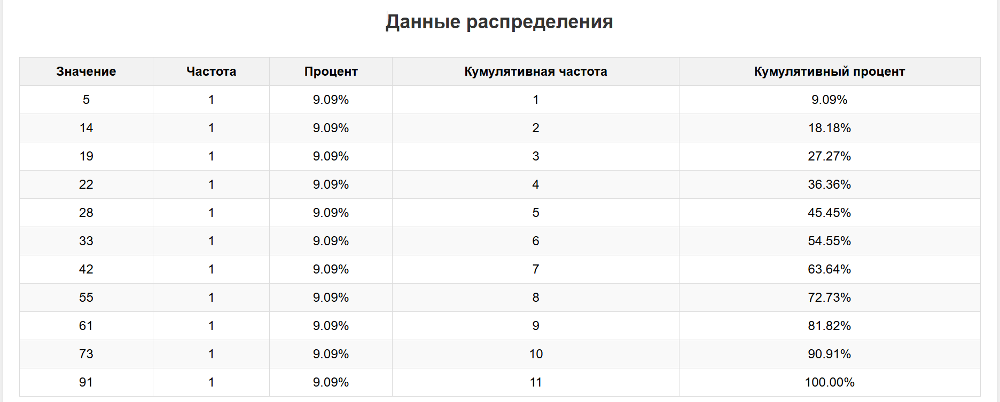 Данные распределения
Значение Частота Процент Кумулятивная частота Кумулятивный процент
5 1 9.09% 1 9.09%
14 1 9.09% 2 18.18%
19 1 9.09% 3 27.27%
22 1 9.09% 4 36.36%
28 1 9.09% 5 45.45%
33 1 9.09% 6 54.55%
42 1 9.09% 7 63.64%
55 1 9.09% 8 72.73%
61 1 9.09% 9 81.82%
73 1 9.09% 10 90.91%
91 1 9.09% 11 100.00%